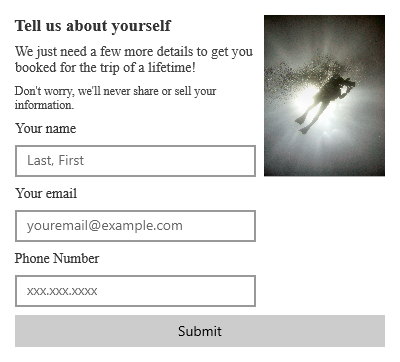 Tell us about yourself
We just need a few more details to get you
booked for the trip of a lifetime!
Don't worry, we'll never share or sell your
information.
Your name
Last, First
Your email
youremail@example.com
Phone Number
xxx.xxx.xxxx
Submit